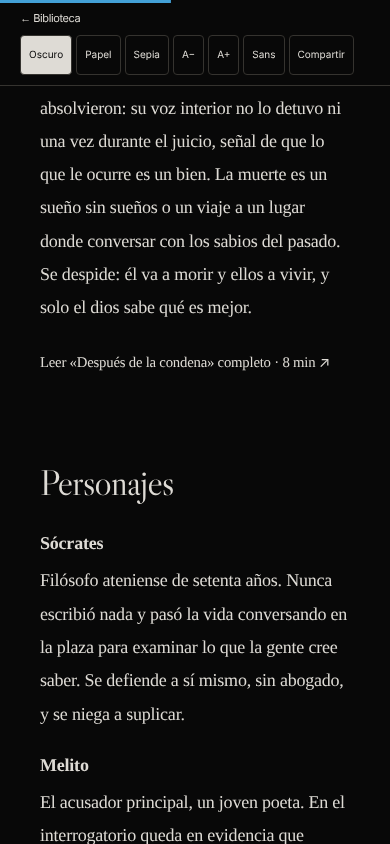 ← Biblioteca
Oscuro Papel Sepia A− A+ Sans Compartir
absolvieron: su voz interior no lo detuvo ni
una vez durante el juicio, señal de que lo
que le ocurre es un bien. La muerte es un
sueño sin sueños o un viaje a un lugar
donde conversar con los sabios del pasado.
Se despide: él va a morir y ellos a vivir, y
solo el dios sabe qué es mejor.
Leer «Después de la condena» completo · 8 min ↗
Personajes
Sócrates
Filósofo ateniense de setenta años. Nunca
escribió nada y pasó la vida conversando en
la plaza para examinar lo que la gente cree
saber. Se defiende a sí mismo, sin abogado,
y se niega a suplicar.
Melito
El acusador principal, un joven poeta. En el
interrogatorio queda en evidencia que